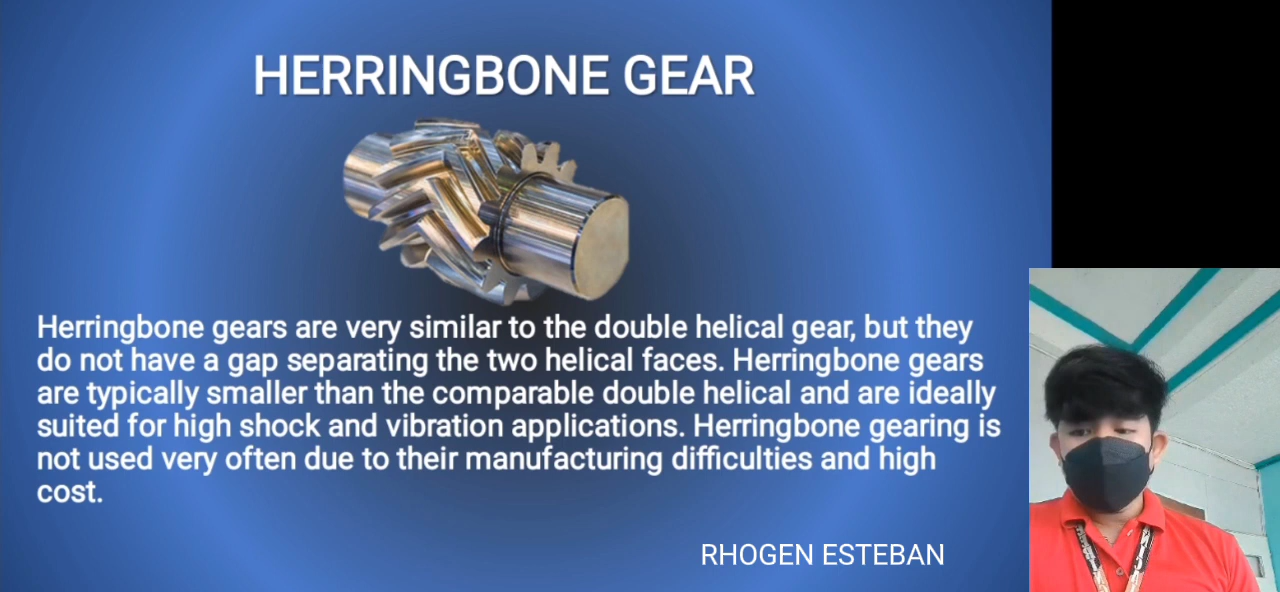 HERRINGBONE GEAR
Herringbone gears are very similar to the double helical gear, but they
do not have a gap separating the two helical faces. Herringbone gears
are typically smaller than the comparable double helical and are ideally
suited for high shock and vibration applications. Herringbone gearing is
not used very often due to their manufacturing difficulties and high
cost.
RHOGEN ESTEBAN